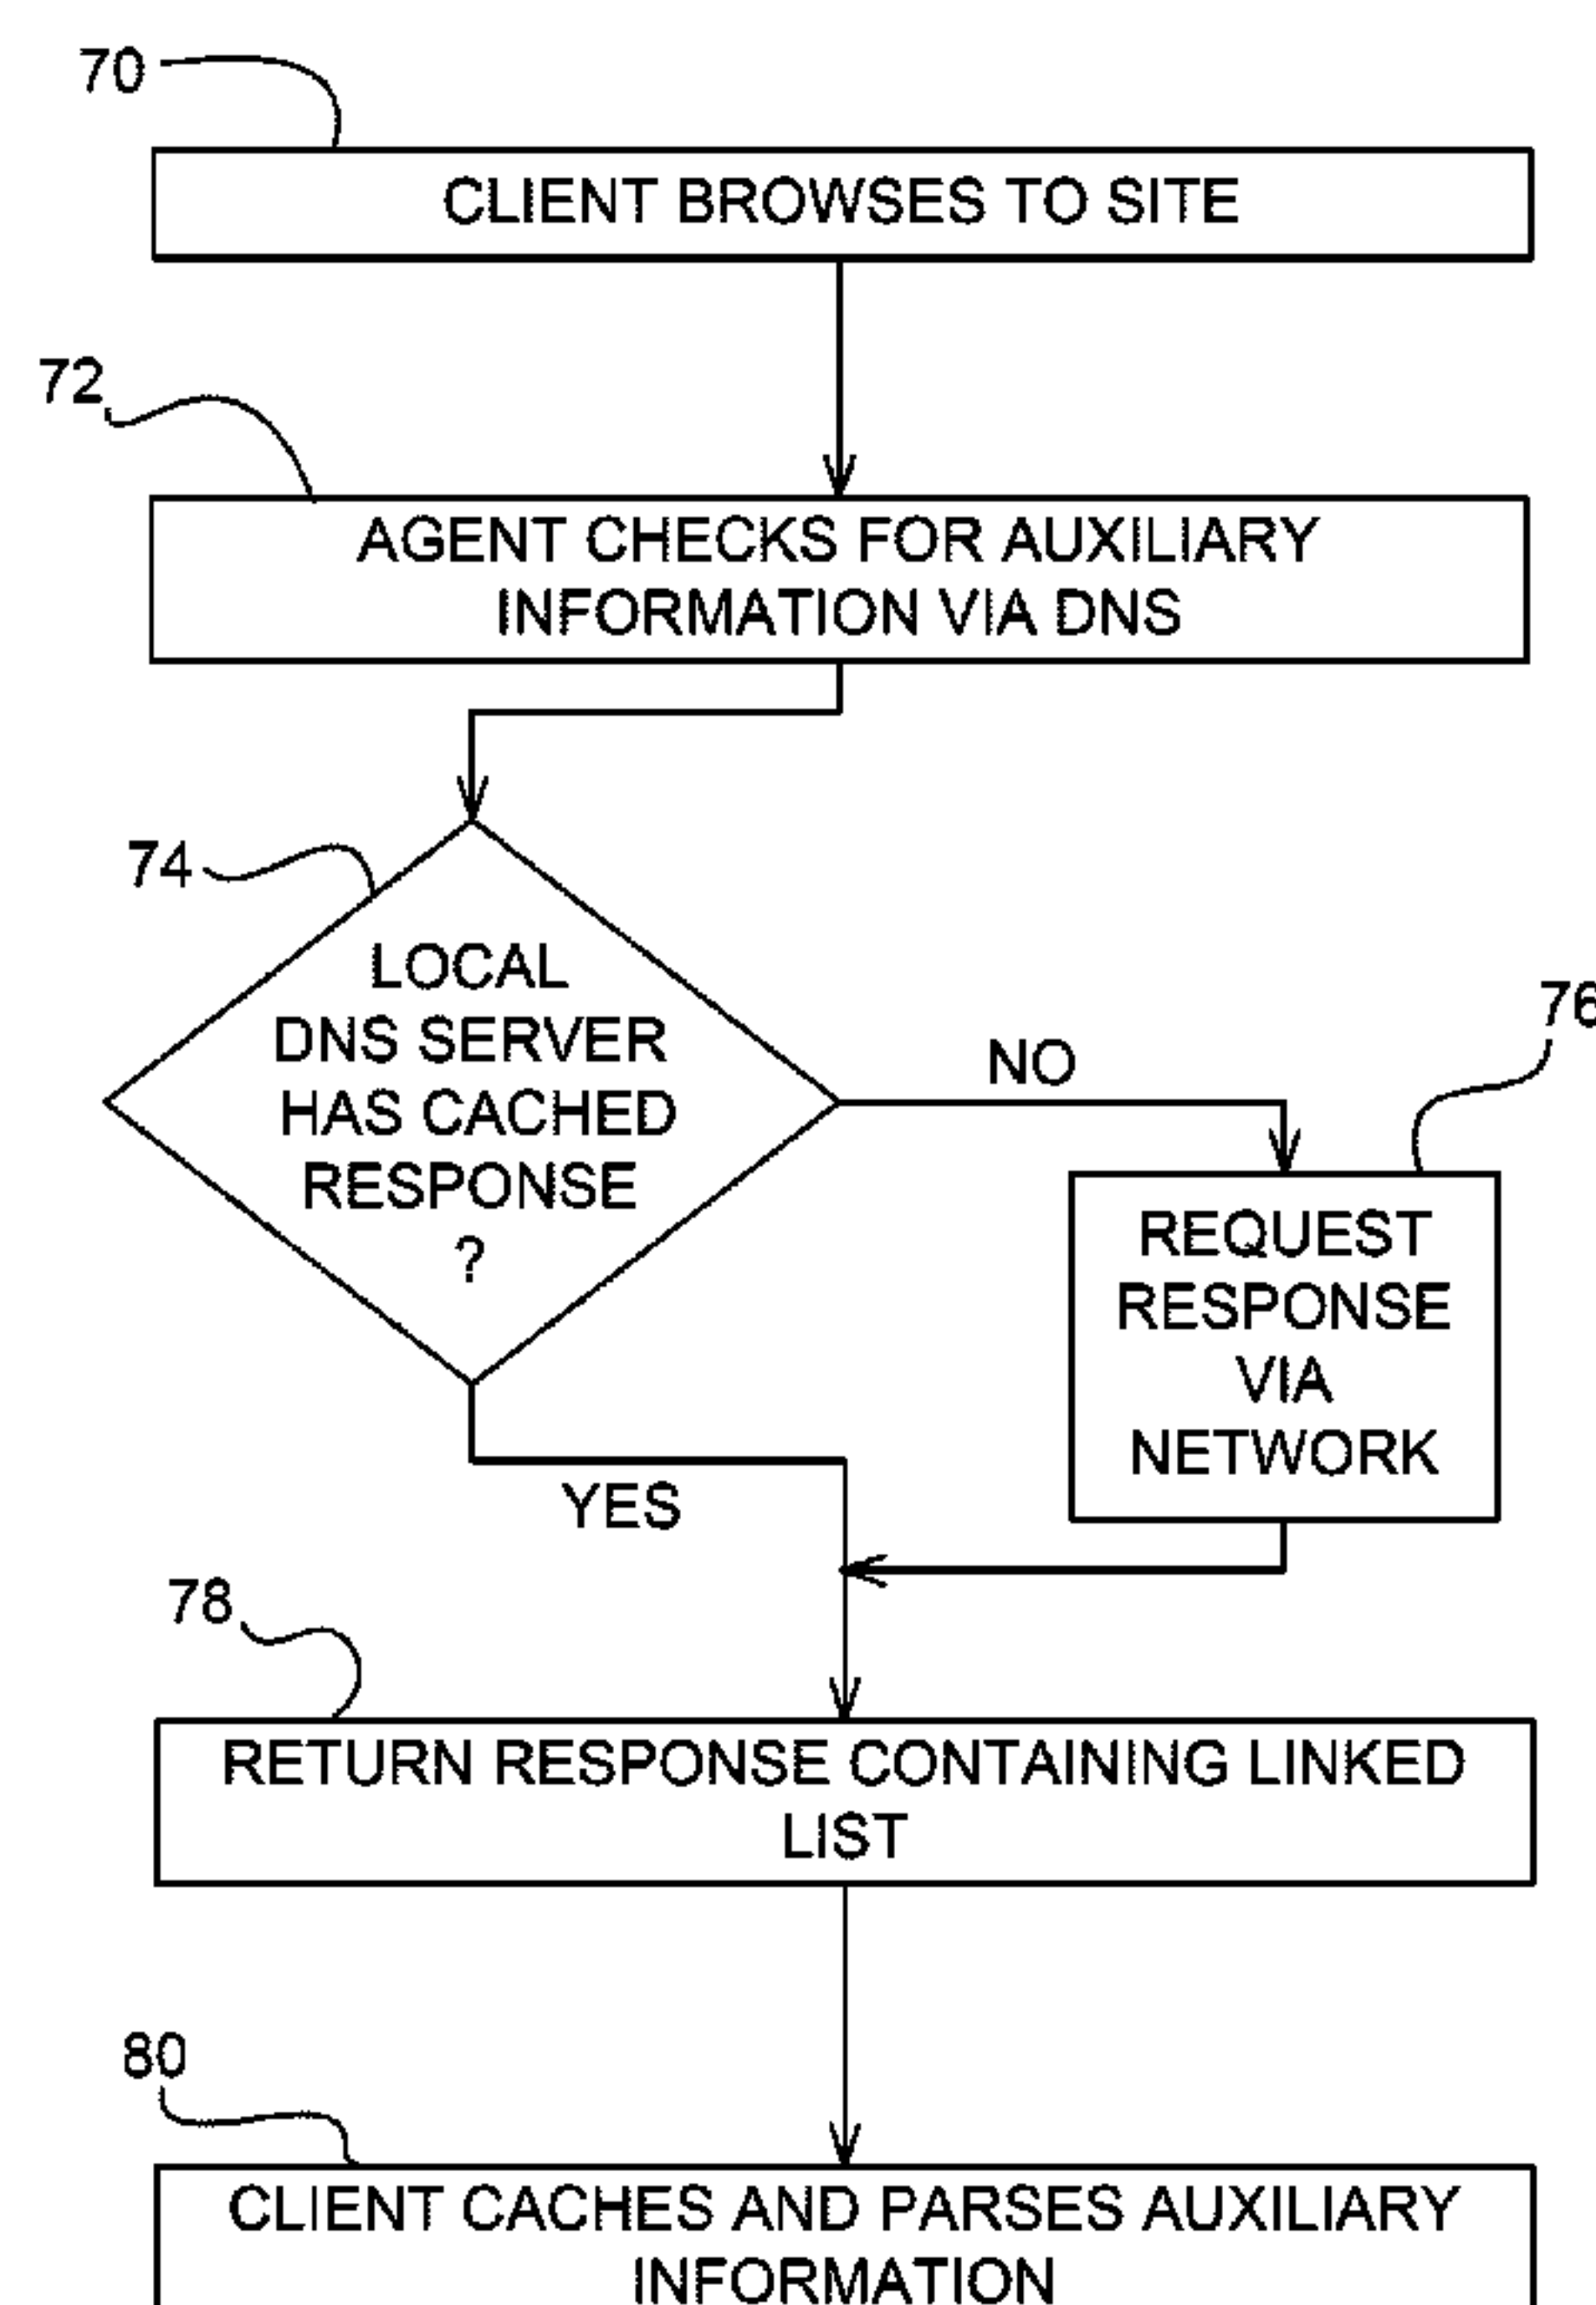 70
CLIENT BROWSES TO SITE
72
AGENT CHECKS FOR AUXILIARY
INFORMATION VIA DNS
74
LOCAL
DNS SERVER
HAS CACHED
RESPONSE
?
NO
76
REQUEST
RESPONSE
VIA
NETWORK
YES
78
RETURN RESPONSE CONTAINING LINKED
LIST
80
CLIENT CACHES AND PARSES AUXILIARY
INFORMATION